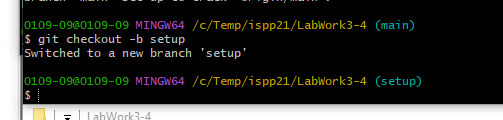 0109-09@0109-09 MINGW64 /c/Temp/ispp21/LabWork3-4 (main)
$ git checkout -b setup
Switched to a new branch 'setup'
0109-09@0109-09 MINGW64 /c/Temp/ispp21/LabWork3-4 (setup)
$
LabWork3-4